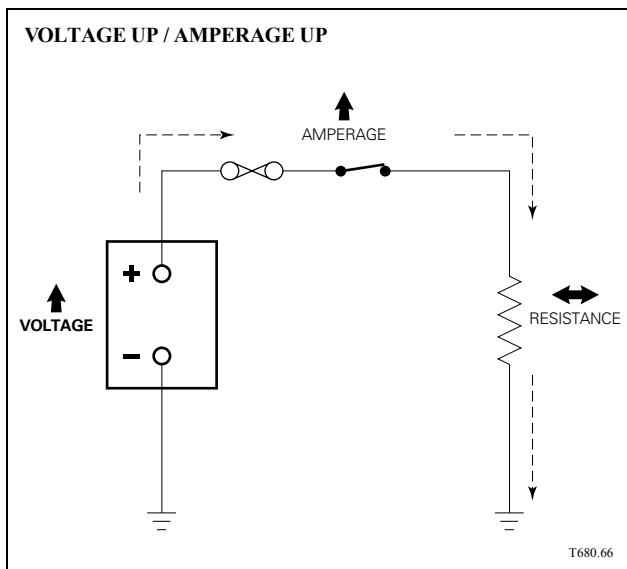 VOLTAGE UP / AMPERAGE UP
AMPERAGE
+
VOLTAGE
RESISTANCE
−
T680.66